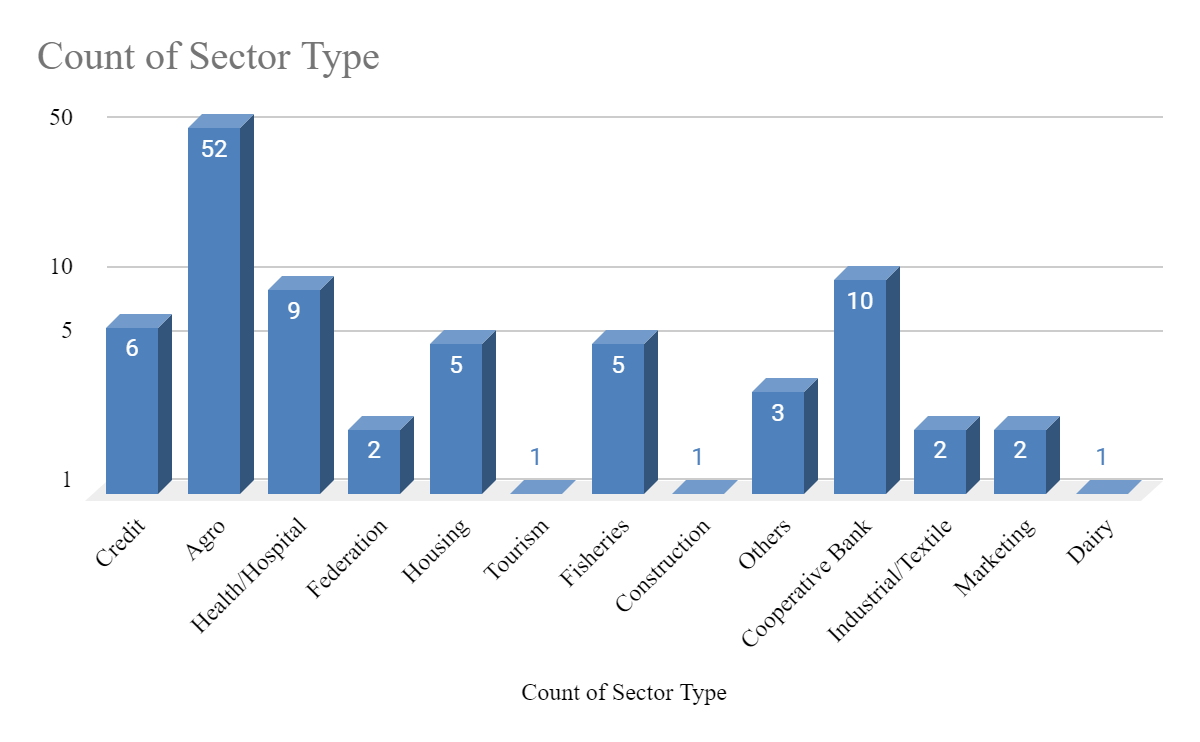 Count of Sector Type
50
10
5
1
6
52
9
2
5
1
5
1
3
10
2
2
1
Credit
Agro
Health/Hospital
Federation
Housing
Tourism
Fisheries
Construction
Others
Cooperative Bank
Industrial/Textile
Marketing
Dairy
Count of Sector Type